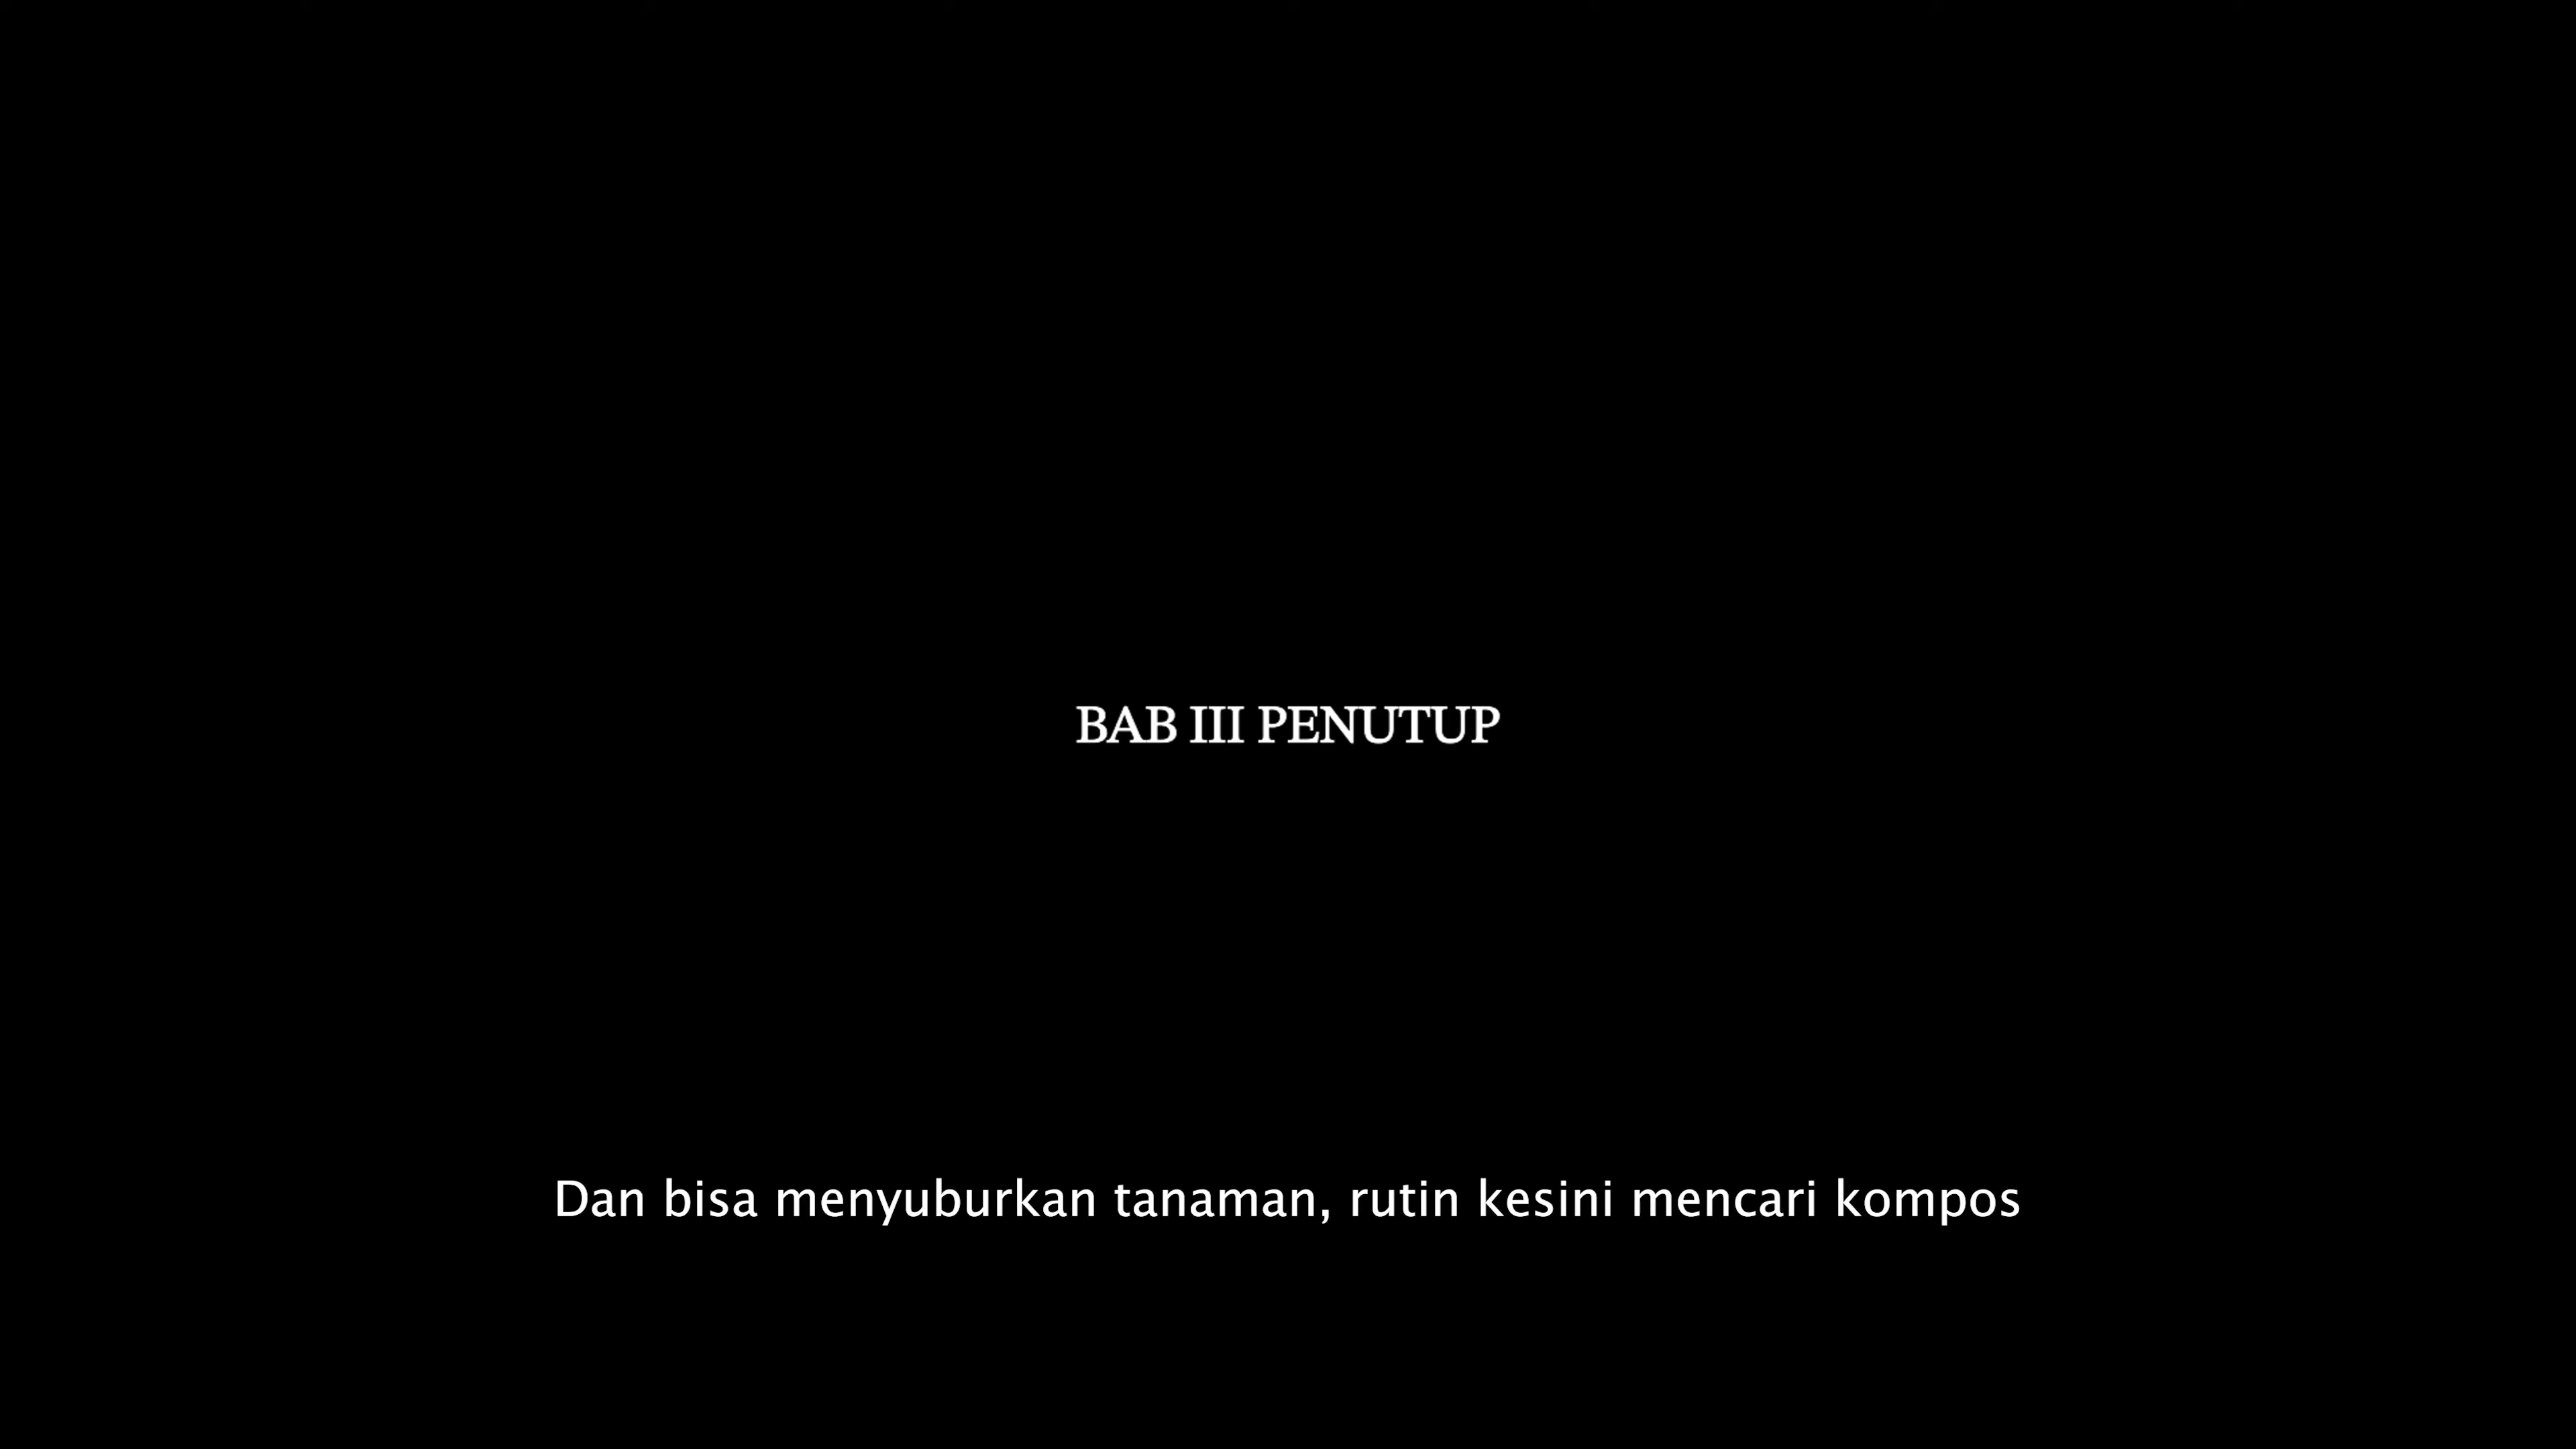 BAB III PENUTUP
Dan bisa menyuburkan tanaman, rutin kesini mencari kompos